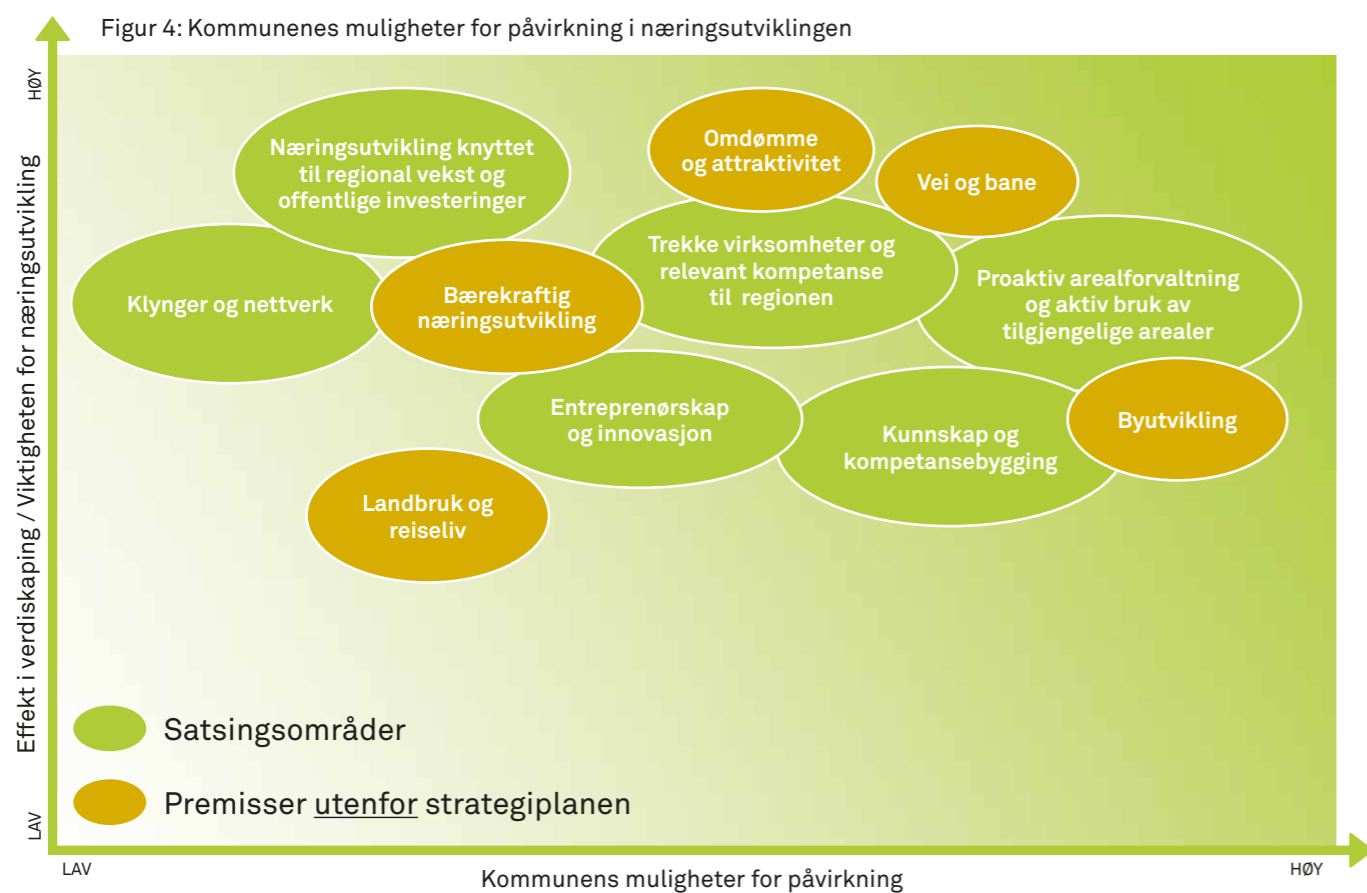 Figur 4: Kommunenes muligheter for påvirkning i næringsutviklingen
HØY
Effekt i verdiskaping / Viktigheten for næringsutvikling
LAV
Næringsutvikling knyttet
til regional vekst og
offentlige investeringer
Omdømme
og attraktivitet
Vei og bane
Klynger og nettverk
Bærekraftig
næringsutvikling
Trekke virksomheter og
relevant kompetanse
til regionen
Proaktiv arealforvaltning
og aktiv bruk av
tilgjengelige arealer
Entreprenørskap
og innovasjon
Kunnskap og
kompetansebygging
Byutvikling
Landbruk og
reiseliv
Satsingsområder
Premisser utenfor strategiplanen
LAV
Kommunens muligheter for påvirkning
HØY